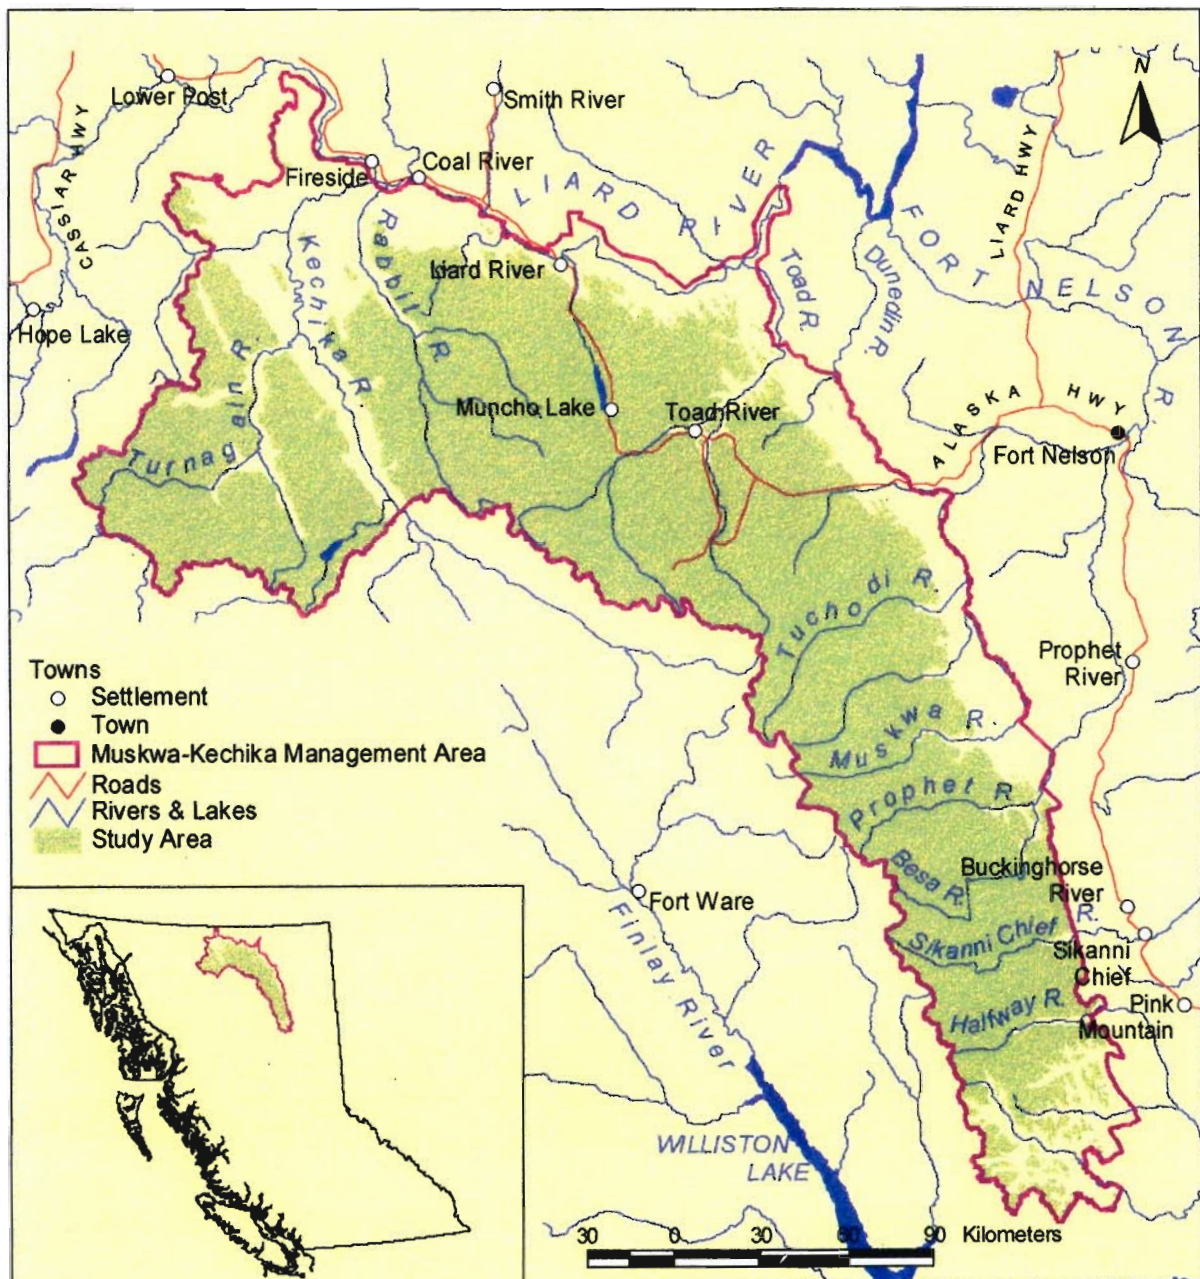 Lower Post
Smith River
N
CASSIAR HWY
Fireside
Coal River
LIARD RIVER
LIARD HWY
FORT NELSON R.
Kechika R.
Rabbit R.
Liard River
Toad R.
Dunedin R.
Hope Lake
Turnagain R.
Muncho Lake
Toad River
ALASKA HWY
Fort Nelson
Tuchodi R.
Prophet
River
Muskwa R.
Prophet R.
Besa R.
Buckinghorse
River
Sikanni Chief R.
Sikanni
Chief
Halfway R.
Pink
Mountain
Fort Ware
Finlay River
WILLISTON
LAKE
Towns
Settlement
Town
Muskwa-Kechika Management Area
Roads
Rivers & Lakes
Study Area
30 0 30 60 90 Kilometers